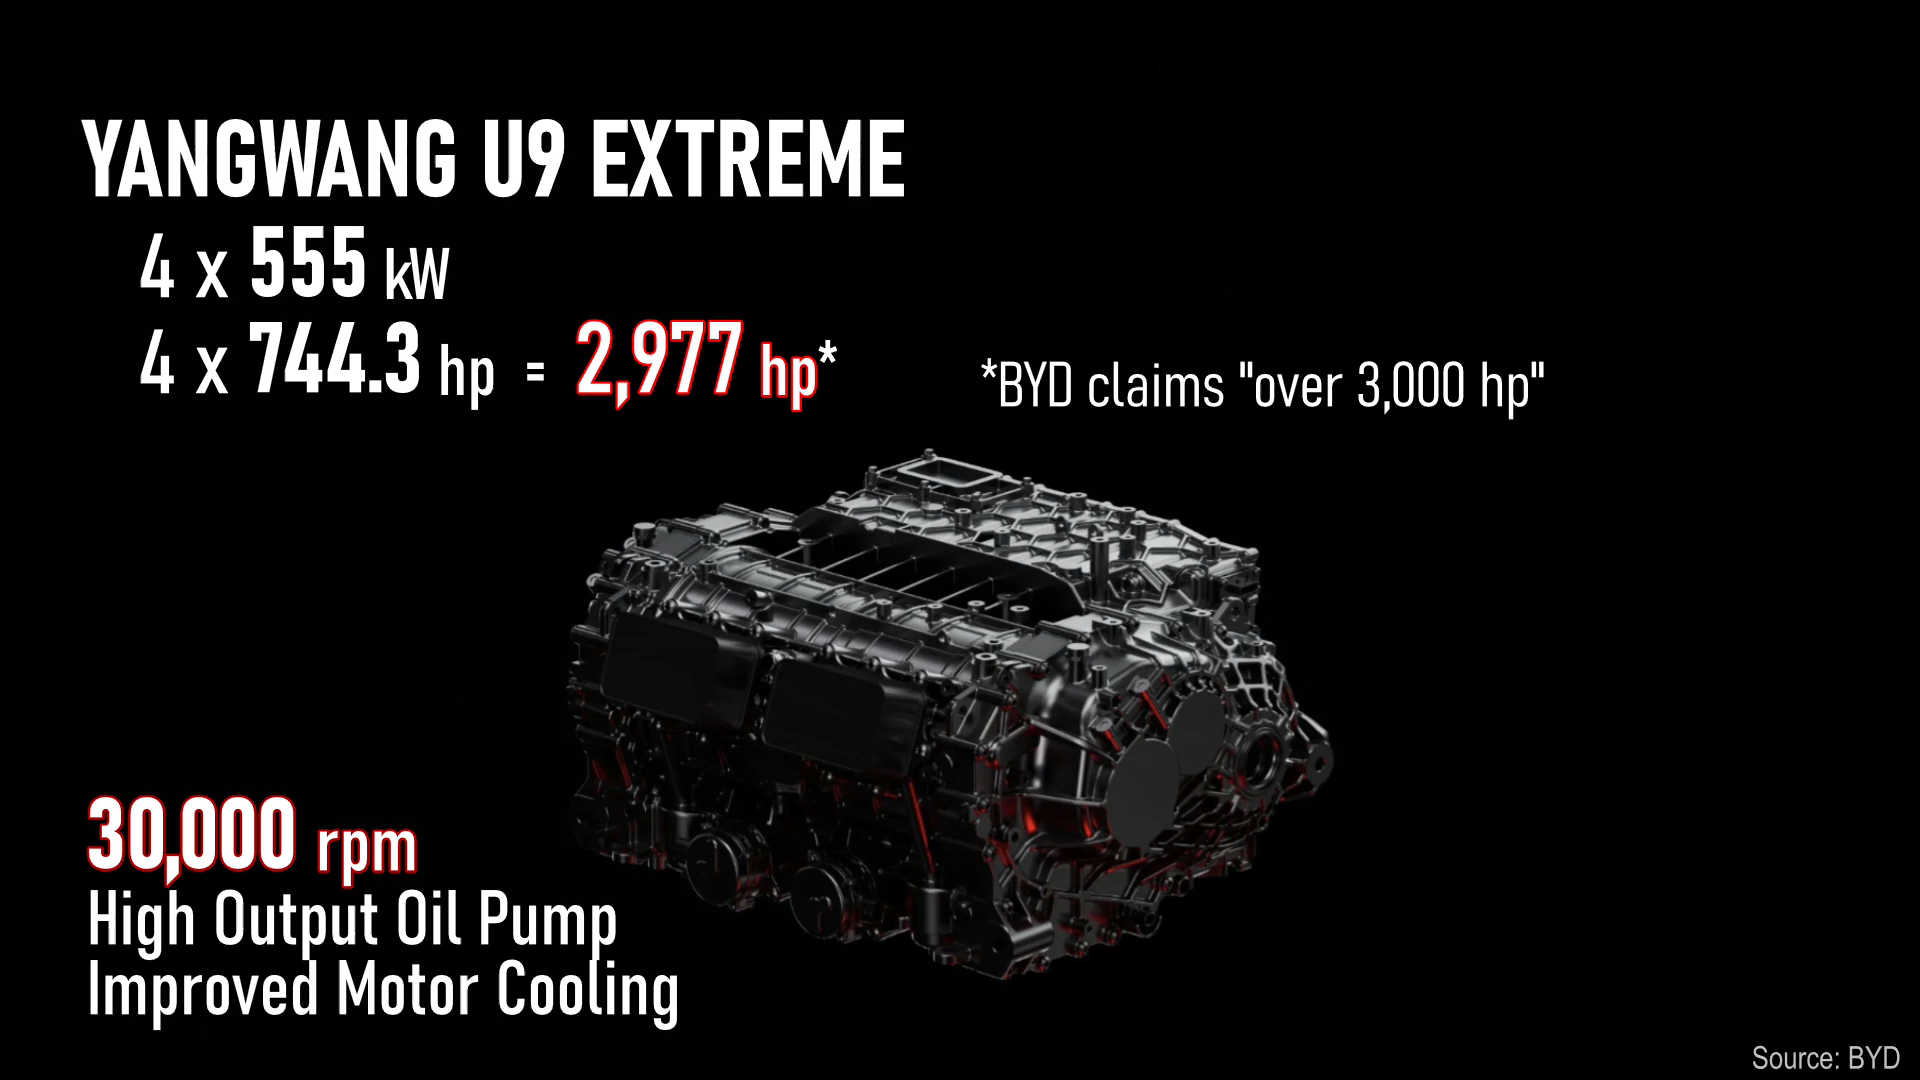 YANGWANG U9 EXTREME
4 x 555 kW
4 x 744.3 hp = 2,977 hp*
*BYD claims "over 3,000 hp"
30,000 rpm
High Output Oil Pump
Improved Motor Cooling
Source: BYD